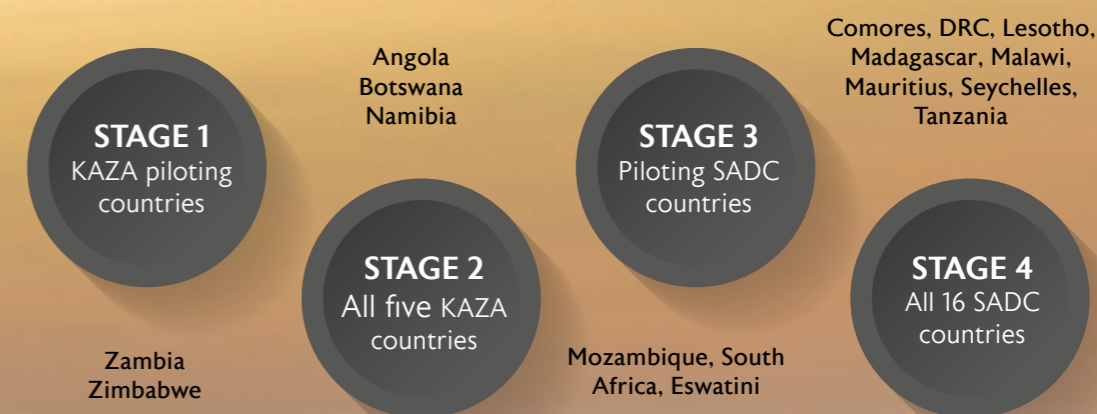 STAGE 1
KAZA piloting
countries
Zambia
Zimbabwe
Angola
Botswana
Namibia
STAGE 2
All five KAZA
countries
STAGE 3
Piloting SADC
countries
Mozambique, South
Africa, Eswatini
Comores, DRC, Lesotho,
Madagascar, Malawi,
Mauritius, Seychelles,
Tanzania
STAGE 4
All 16 SADC
countries